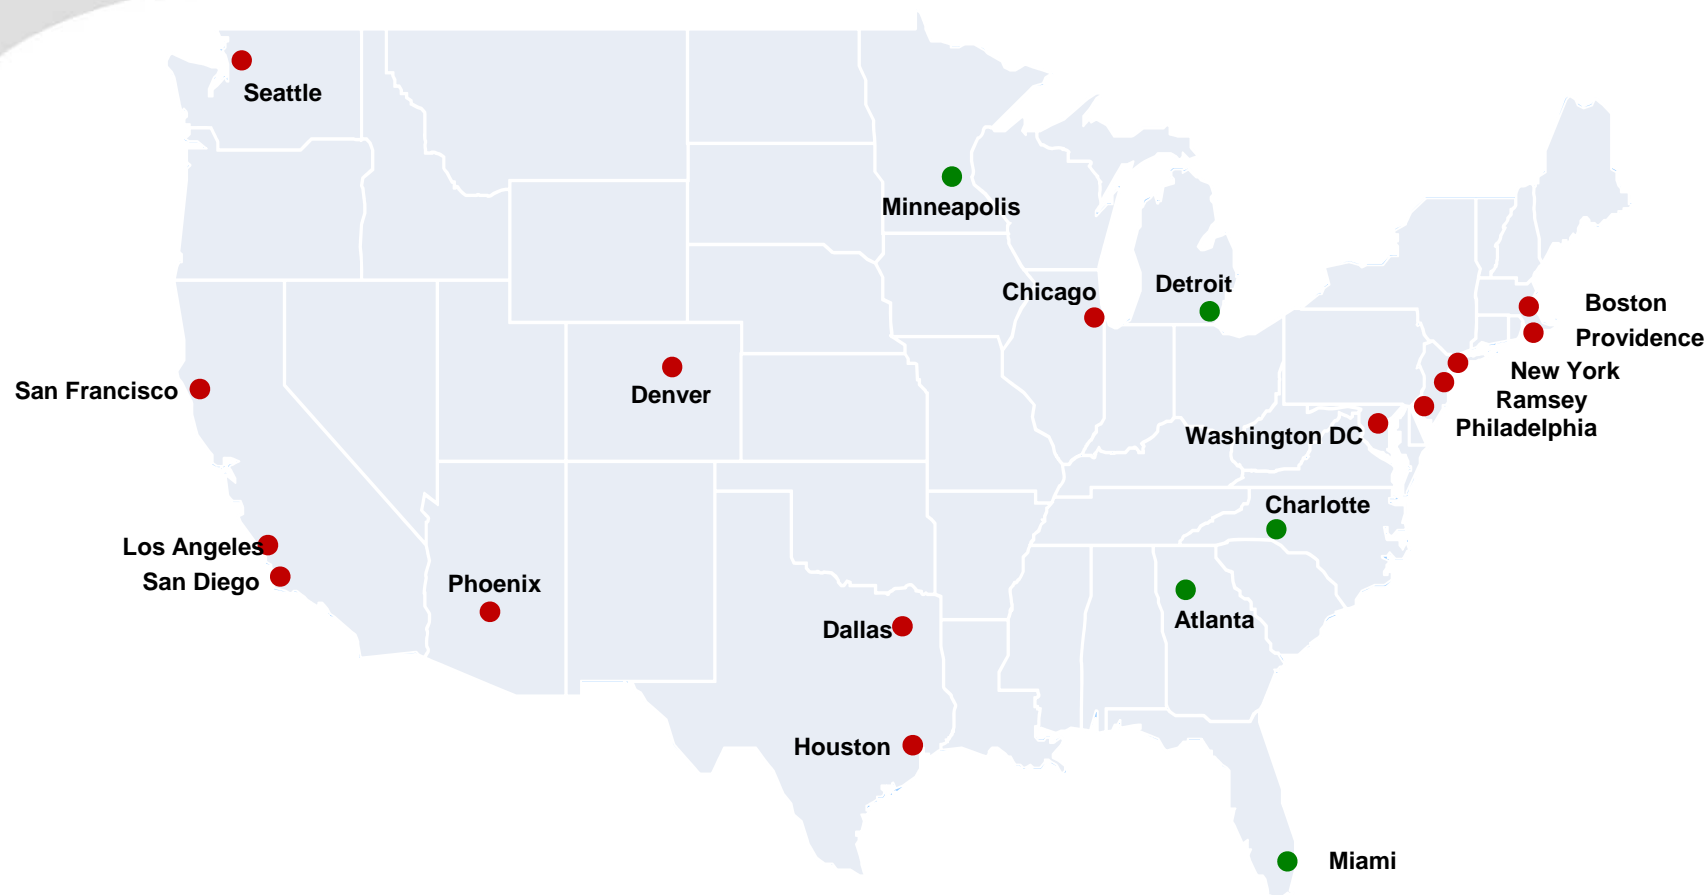 Seattle
Minneapolis
Detroit
Chicago
Boston
Providence
New York
San Francisco
Denver
Ramsey
Philadelphia
Washington DC
Charlotte
Los Angeles
San Diego
Phoenix
Atlanta
Dallas
Houston
Miami